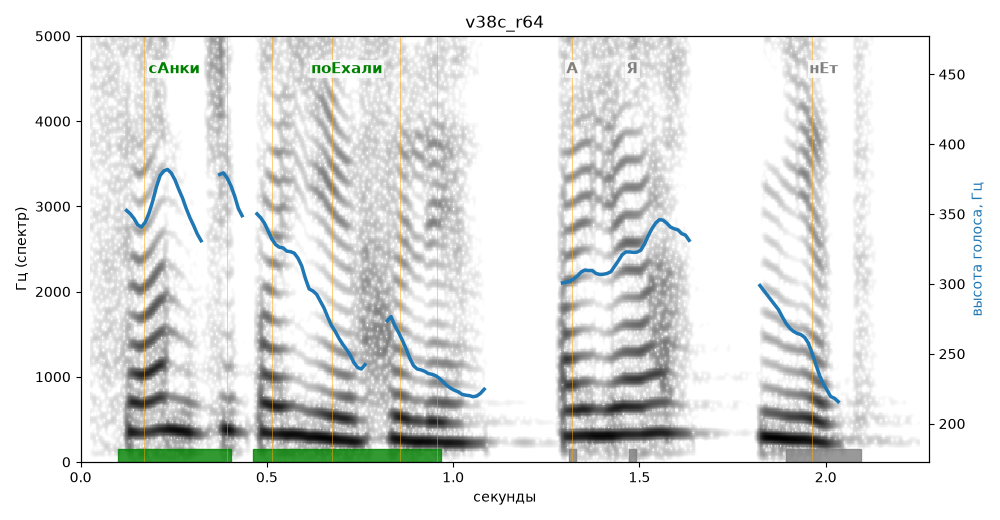 v38c_r64
сАнки поЕхали А Я нЕт
5000
4000
3000
2000
1000
0
Гц (спектр)
450
400
350
300
250
200
высота голоса, Гц
0.0 0.5 1.0 1.5 2.0
секунды